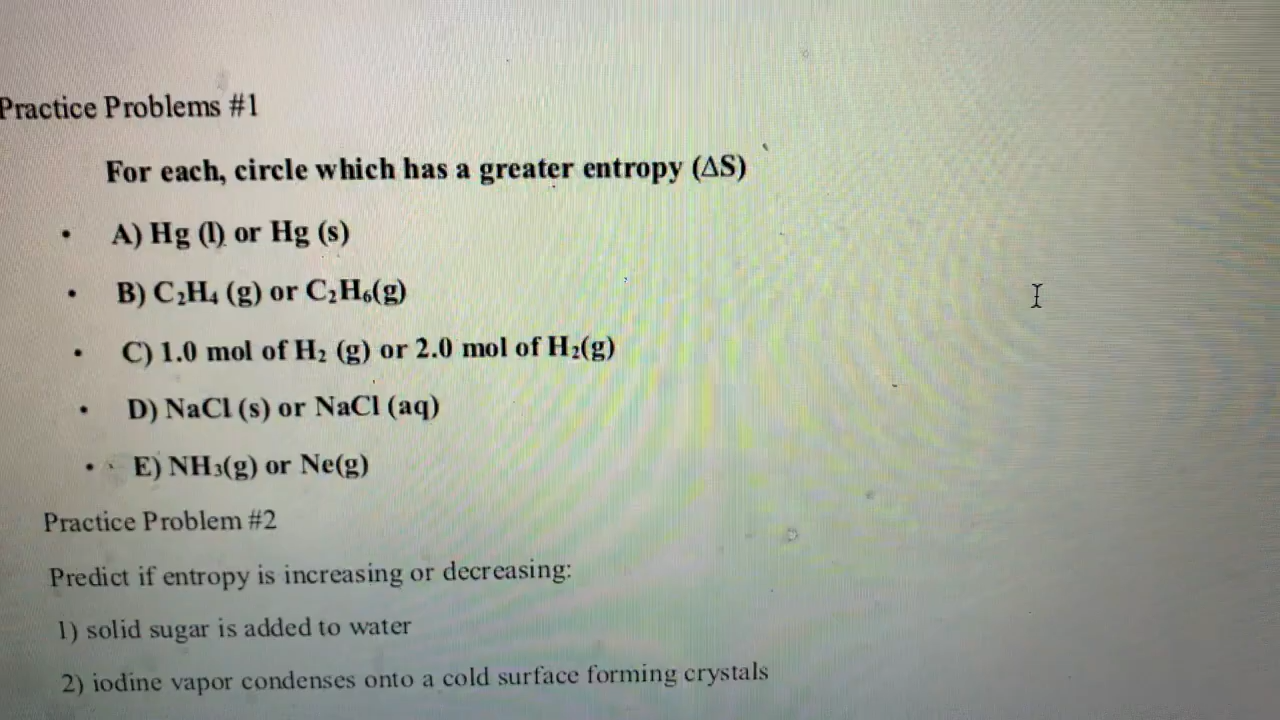 Practice Problems #1
For each, circle which has a greater entropy (ΔS)
• A) Hg (l) or Hg (s)
• B) C₂H₄ (g) or C₂H₆(g)
• C) 1.0 mol of H₂ (g) or 2.0 mol of H₂(g)
• D) NaCl (s) or NaCl (aq)
• E) NH₃(g) or Ne(g)
Practice Problem #2
Predict if entropy is increasing or decreasing:
1) solid sugar is added to water
2) iodine vapor condenses onto a cold surface forming crystals